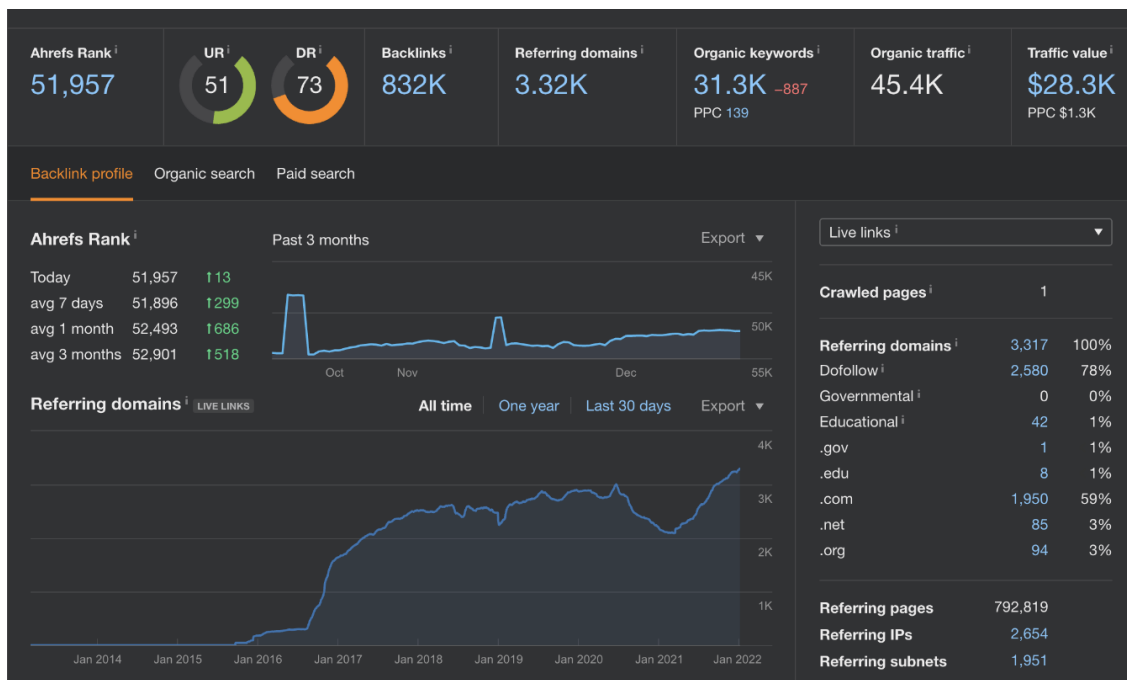 Ahrefs Rank i
51,957
UR i
51
DR i
73
Backlinks i
832K
Referring domains i
3.32K
Organic keywords i
31.3K −887
PPC 139
Organic traffic i
45.4K
Traffic value i
$28.3K
PPC $1.3K
Backlink profile Organic search Paid search
Ahrefs Rank i
Today 51,957 ↑13
avg 7 days 51,896 ↑299
avg 1 month 52,493 ↑686
avg 3 months 52,901 ↑518
Past 3 months Export ▼
45K
50K
55K
Oct Nov Dec
Referring domains i LIVE LINKS All time One year Last 30 days Export ▼
4K
3K
2K
1K
Jan 2014 Jan 2015 Jan 2016 Jan 2017 Jan 2018 Jan 2019 Jan 2020 Jan 2021 Jan 2022
Live links i ▼
Crawled pages i 1
Referring domains i 3,317 100%
Dofollow i 2,580 78%
Governmental i 0 0%
Educational i 42 1%
.gov 1 1%
.edu 8 1%
.com 1,950 59%
.net 85 3%
.org 94 3%
Referring pages 792,819
Referring IPs 2,654
Referring subnets 1,951